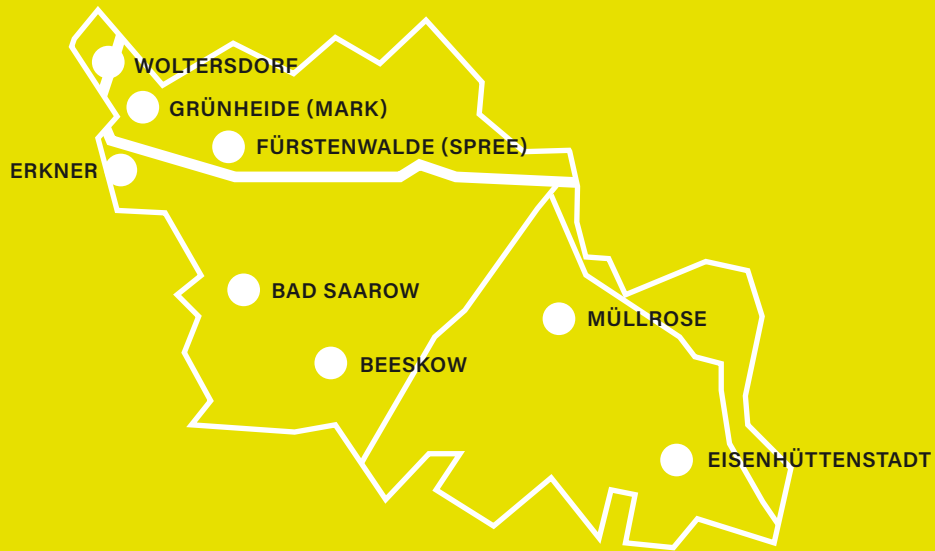 WOLTERSDORF
GRÜNHEIDE (MARK)
FÜRSTENWALDE (SPREE)
ERKNER
BAD SAAROW
MÜLLROSE
BEESKOW
EISENHÜTTENSTADT